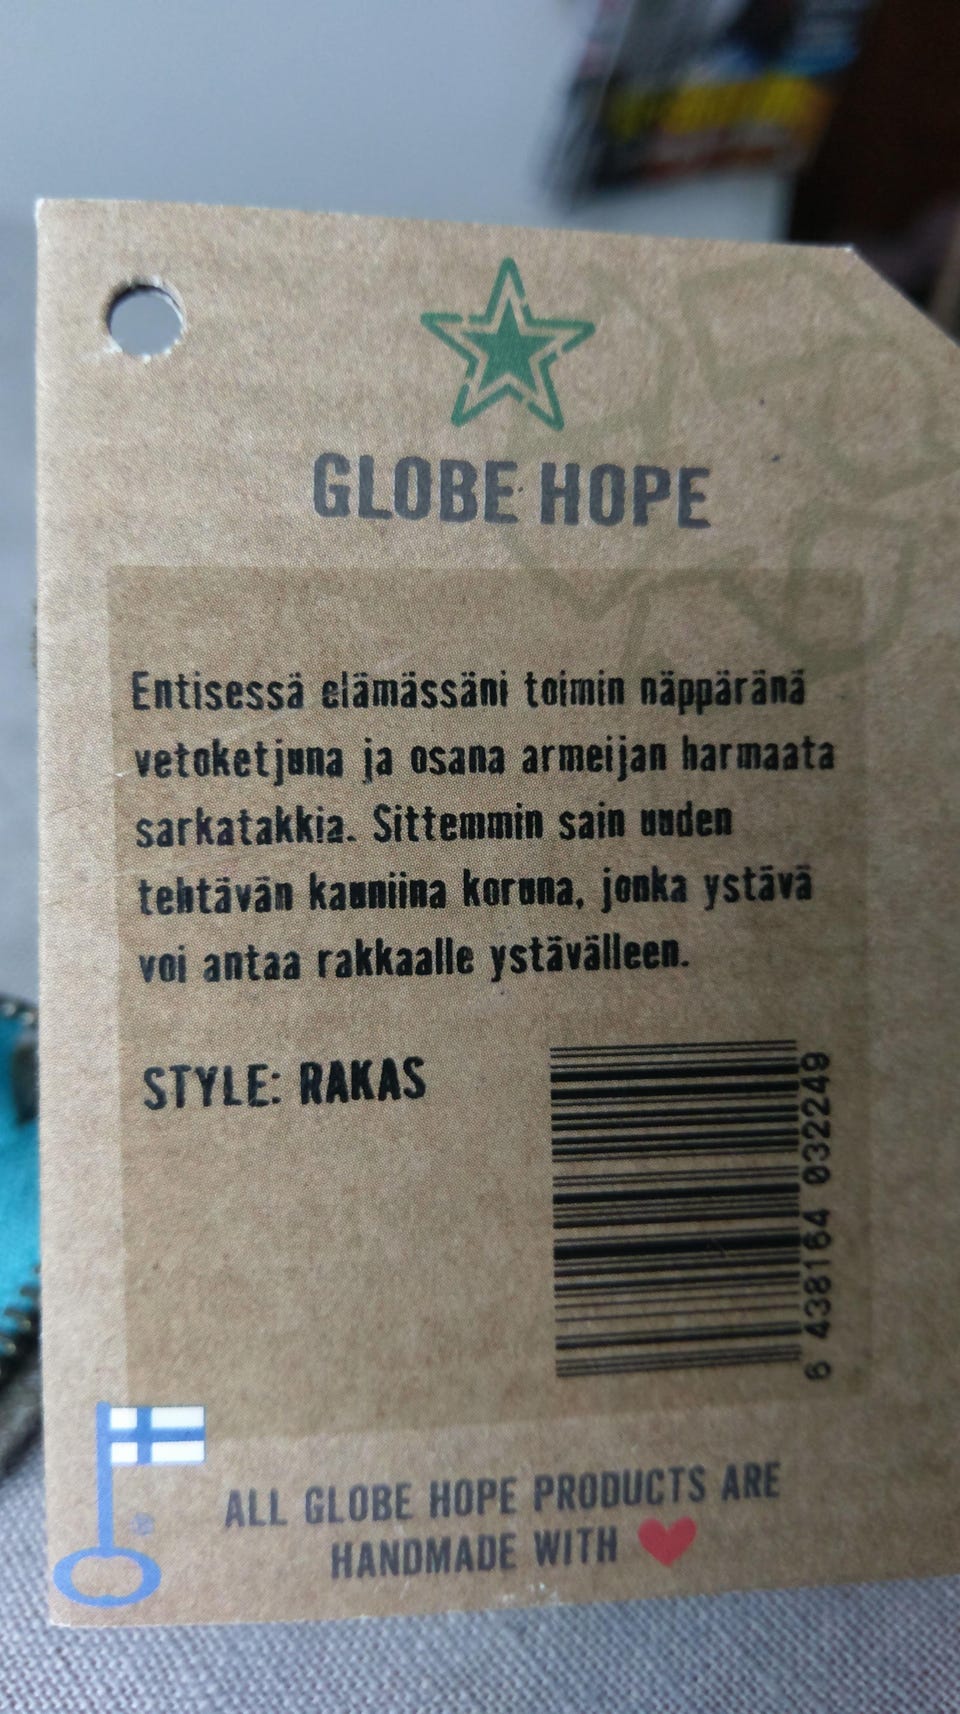 GLOBE HOPE
Entisessä elämässäni toimin näppäränä
vetoketjuna ja osana armeijan harmaata
sarkatakkia. Sittemmin sain uuden
tehtävän kauniina koruna, jonka ystävä
voi antaa rakkaalle ystävälleen.
STYLE: RAKAS
6 438164 032249
ALL GLOBE HOPE PRODUCTS ARE
HANDMADE WITH